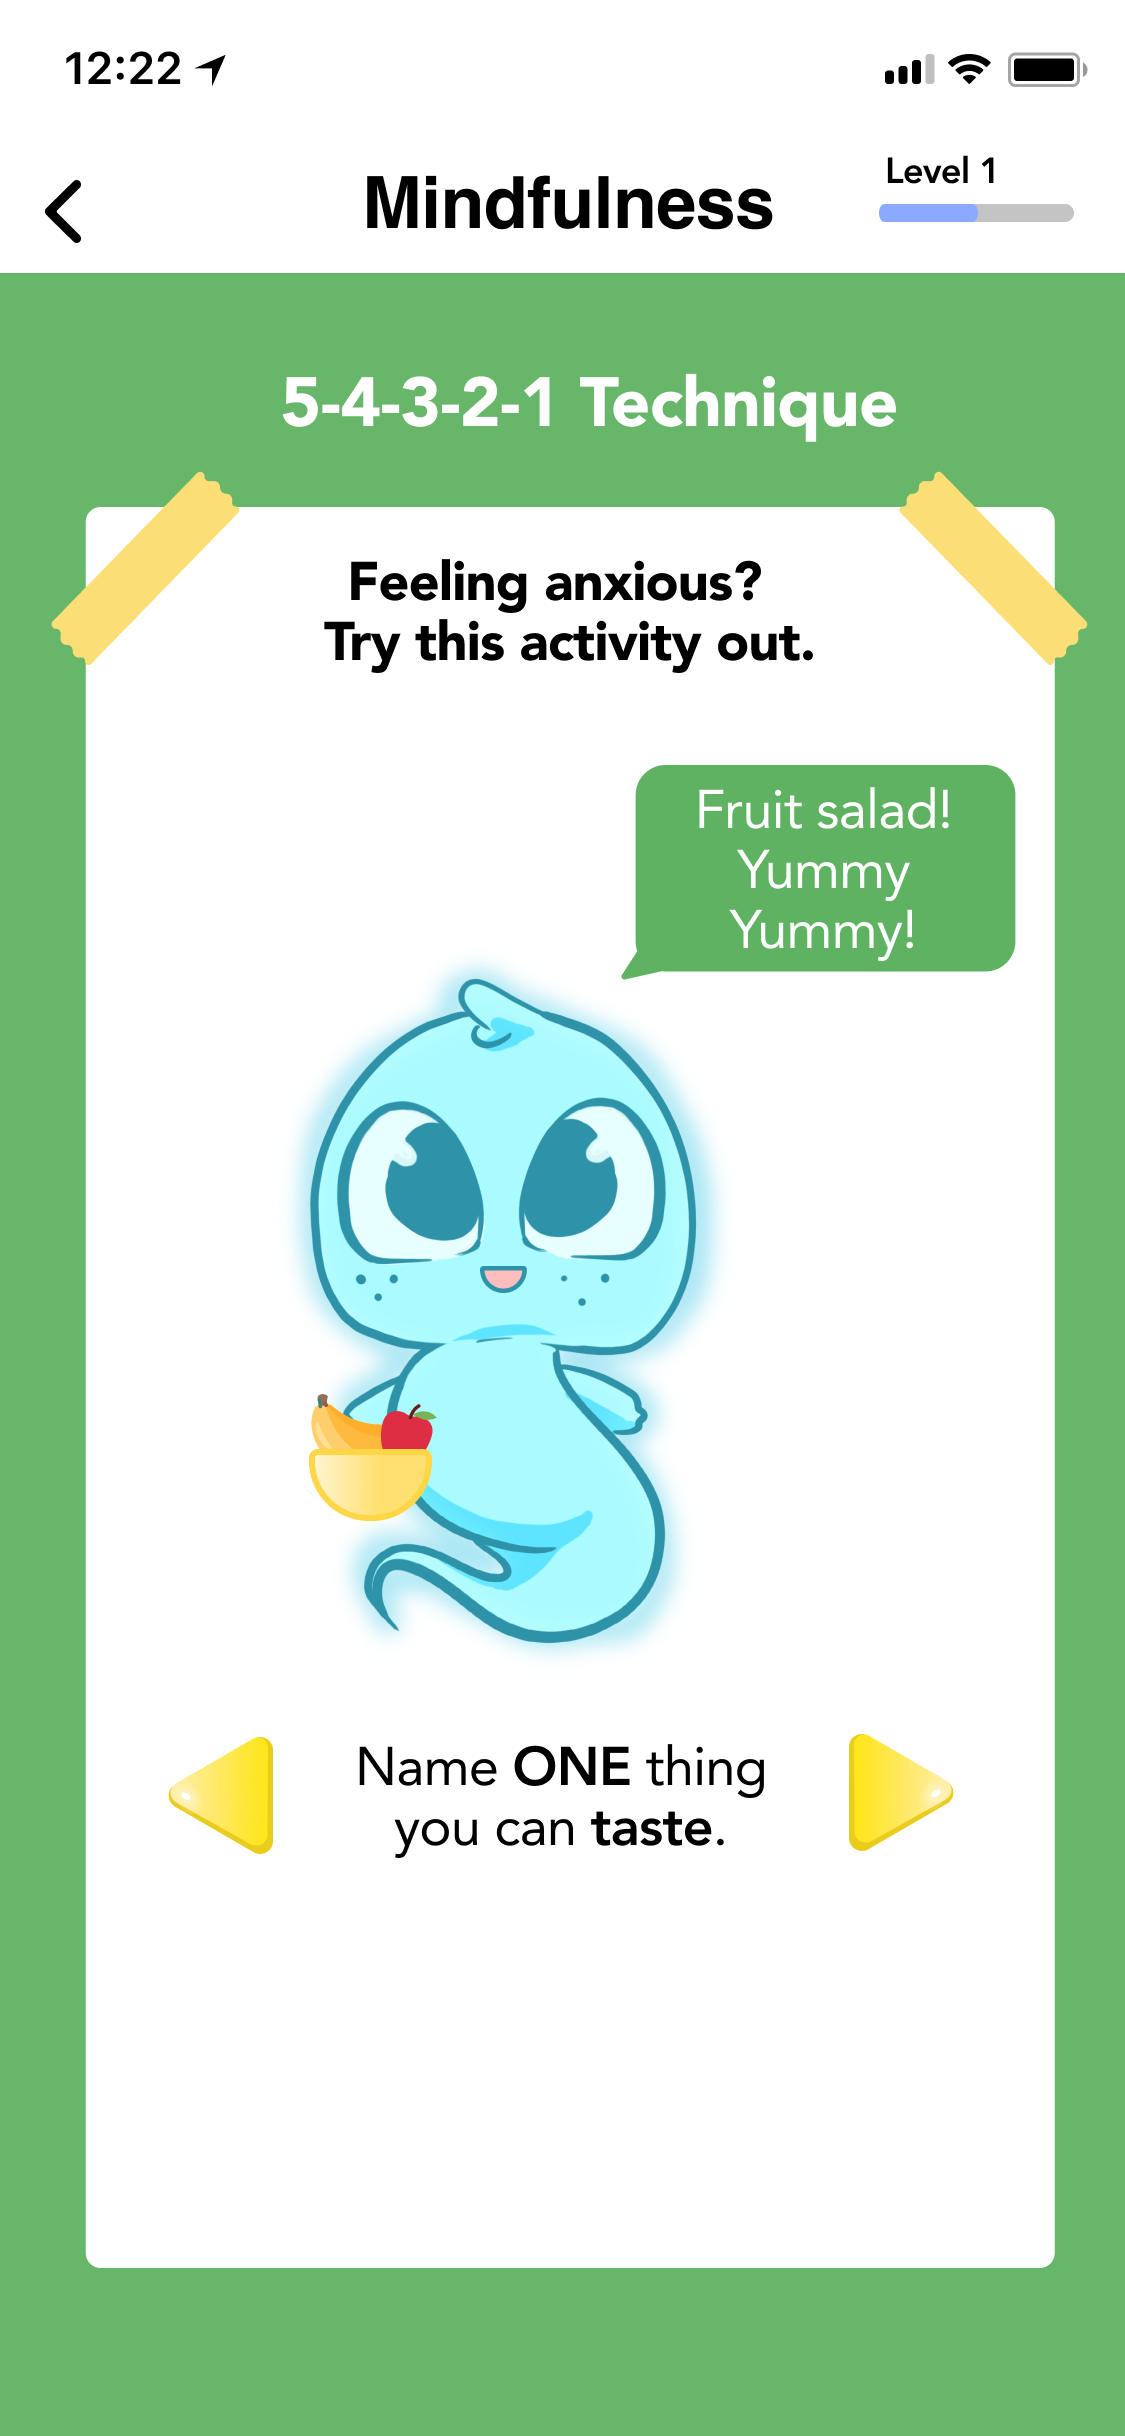 12:22
Mindfulness
Level 1
5-4-3-2-1 Technique
Feeling anxious?
Try this activity out.
Fruit salad!
Yummy
Yummy!
Name ONE thing
you can taste.